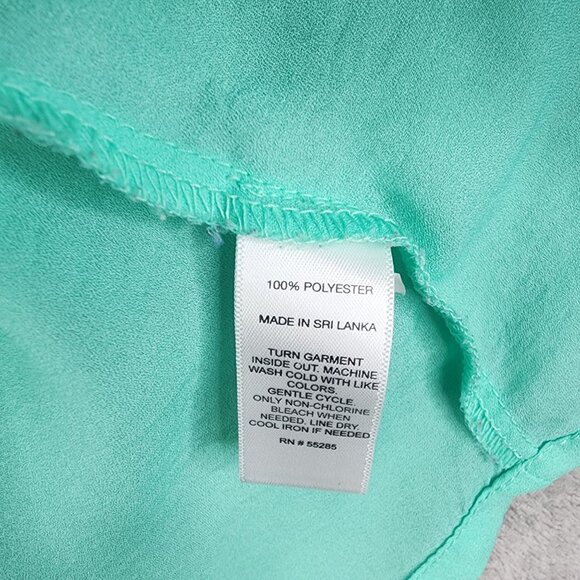 100% POLYESTER
MADE IN SRI LANKA
TURN GARMENT
INSIDE OUT. MACHINE
WASH COLD WITH LIKE
COLORS.
GENTLE CYCLE.
ONLY NON-CHLORINE
BLEACH WHEN
NEEDED. LINE DRY.
COOL IRON IF NEEDED
RN # 55285